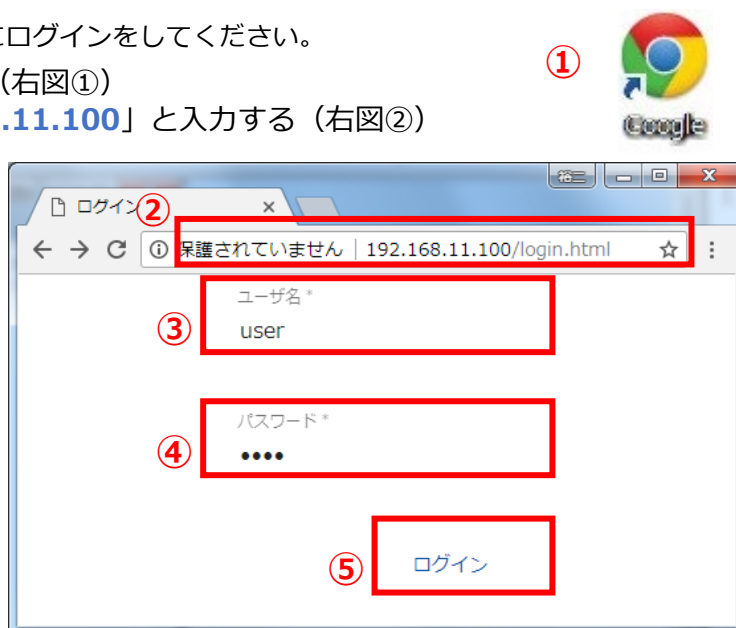 にログインをしてください。
(右図①)
.11.100」と入力する（右図②）
①
Google
裕二
ログイン
②
保護されていません | 192.168.11.100/login.html
ユーザ名 *
③
user
パスワード *
④
••••
⑤
ログイン